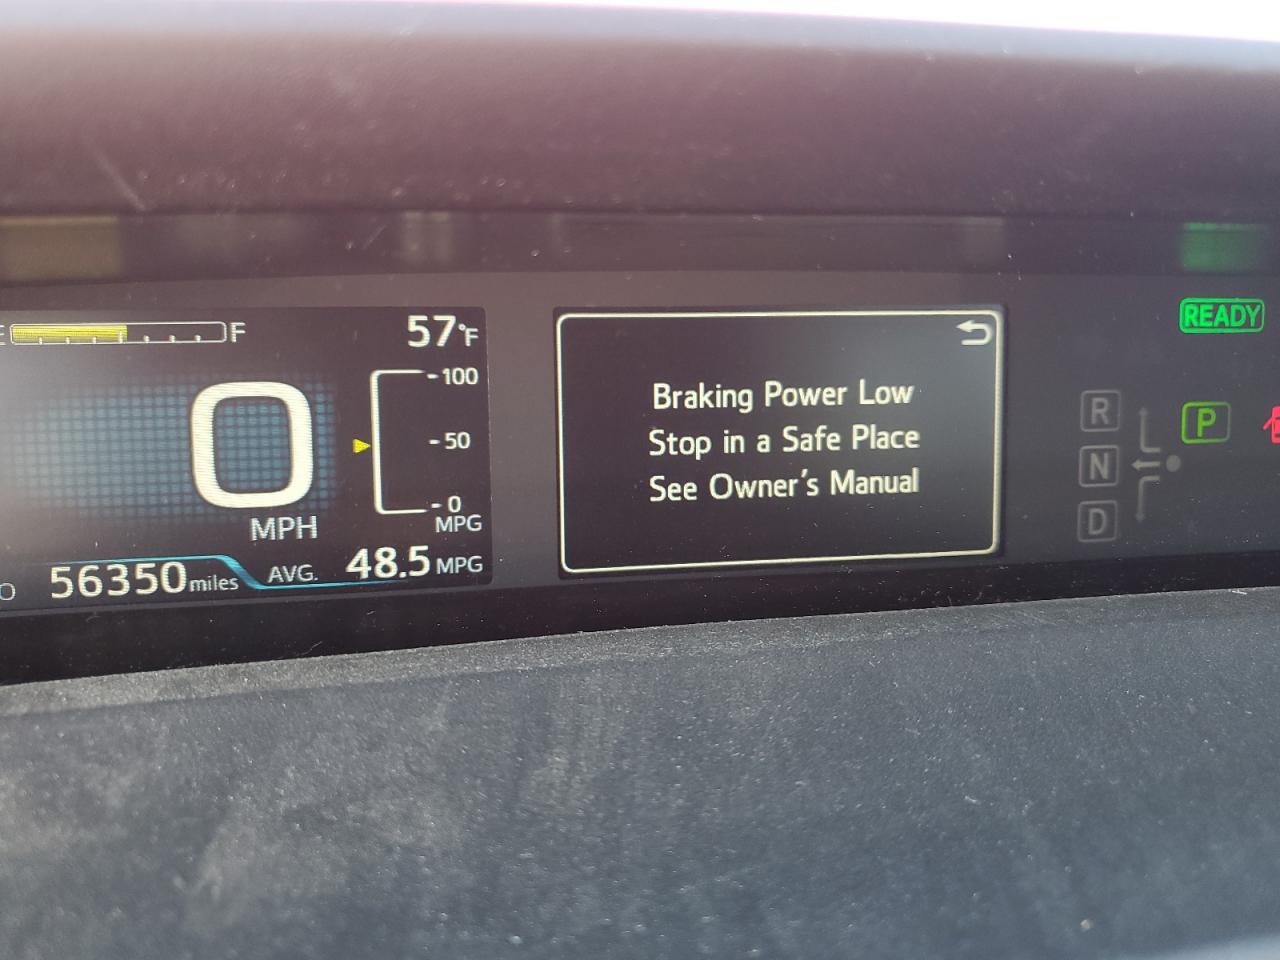 F
57°F
READY
100
Braking Power Low
R
P
50
Stop in a Safe Place
0
N
See Owner's Manual
0
MPH
MPG
D
56350 miles
AVG. 48.5 MPG